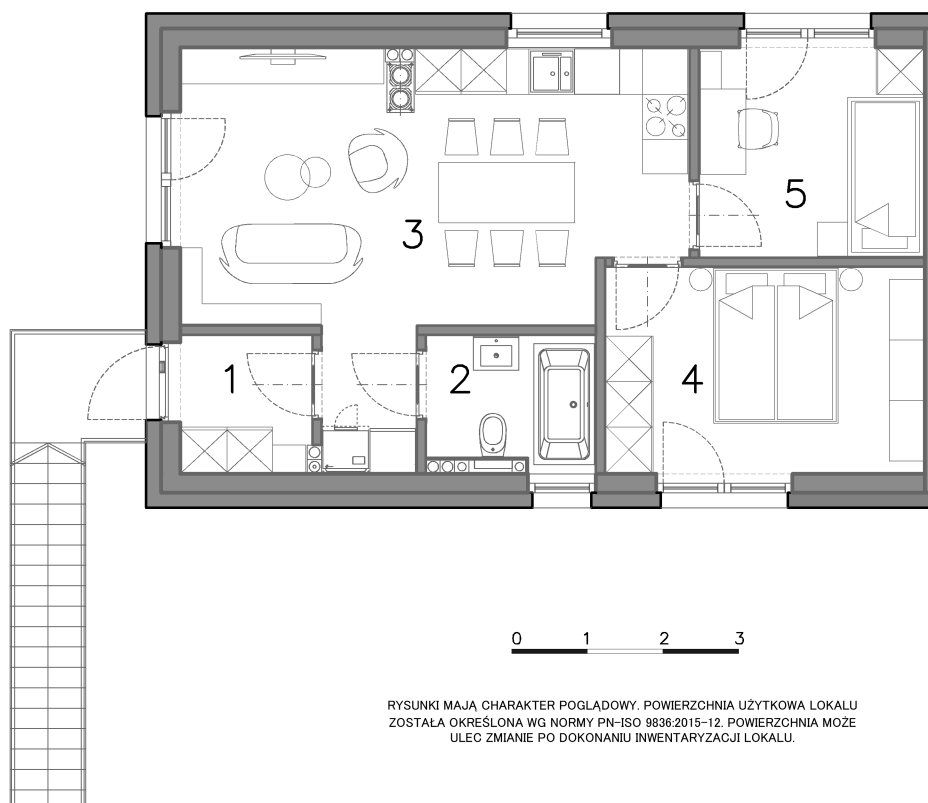 5
3
4
1
2
0 1 2 3
RYSUNKI MAJĄ CHARAKTER POGLĄDOWY. POWIERZCHNIA UŻYTKOWA LOKALU
ZOSTAŁA OKREŚLONA WG NORMY PN-ISO 9836:2015-12. POWIERZCHNIA MOŻE
ULEC ZMIANIE PO DOKONANIU INWENTARYZACJI LOKALU.